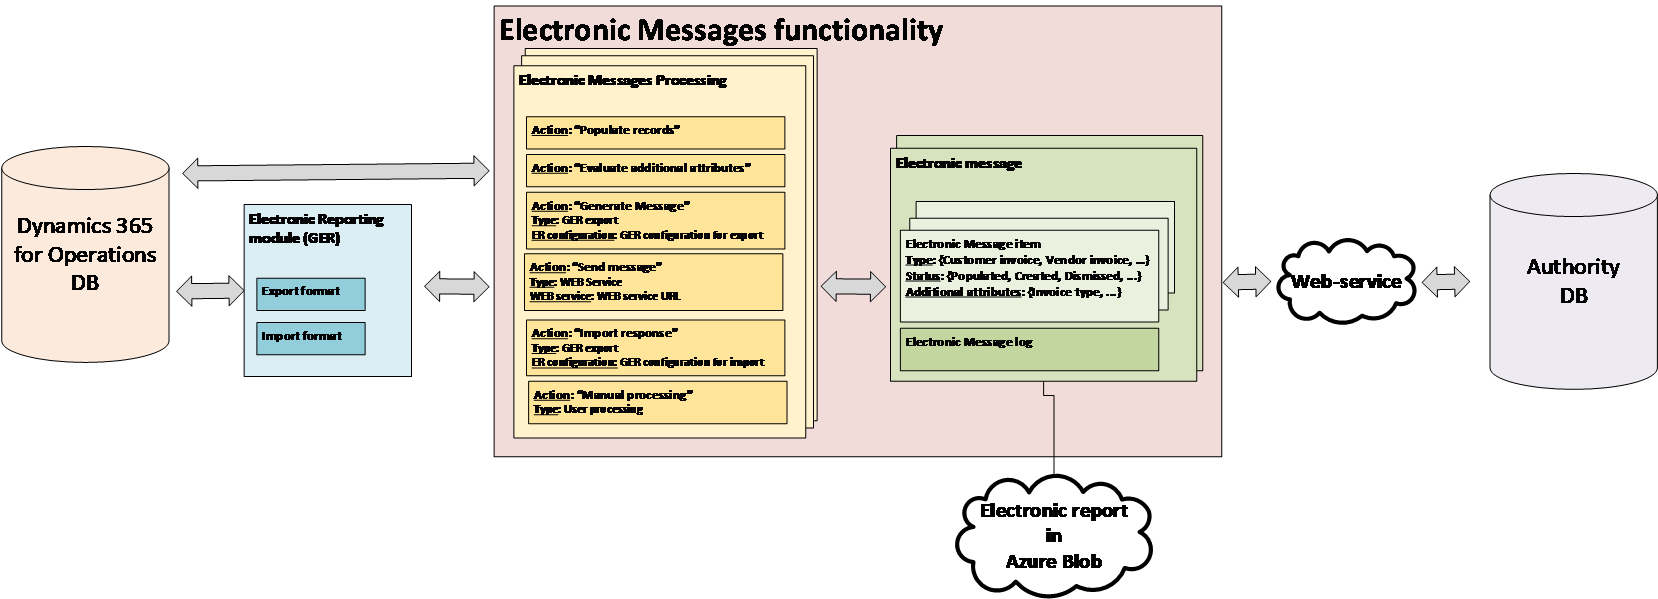 Electronic Messages functionality
Dynamics 365
for Operations
DB
Electronic Reporting
module (GER)
Export format
Import format
Electronic Messages Processing
Action: “Populate records”
Action: “Evaluate additional attributes”
Action: “Generate Message”
Type: GER export
ER configuration: GER configuration for export
Action: “Send message”
Type: WEB Service
WEB service: WEB service URL
Action: “Import response”
Type: GER export
ER configuration: GER configuration for import
Action: “Manual processing”
Type: User processing
Electronic message
Electronic Message item
Type: {Customer invoice, Vendor invoice, …}
Status: {Populated, Created, Dismissed, …}
Additional attributes: {Invoice type, …}
Electronic Message log
Electronic report
in
Azure Blob
Web-service
Authority
DB